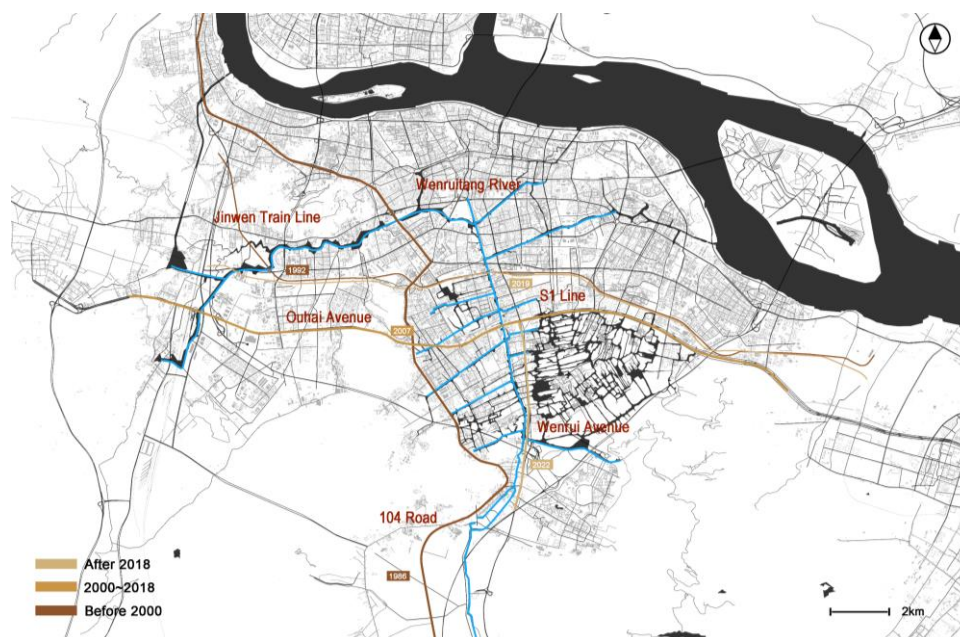 Wenruitang River
Jinwen Train Line
1992
2019
S1 Line
Ouhai Avenue
2007
Wenrui Avenue
2022
104 Road
1986
After 2018
2000~2018
Before 2000
2km